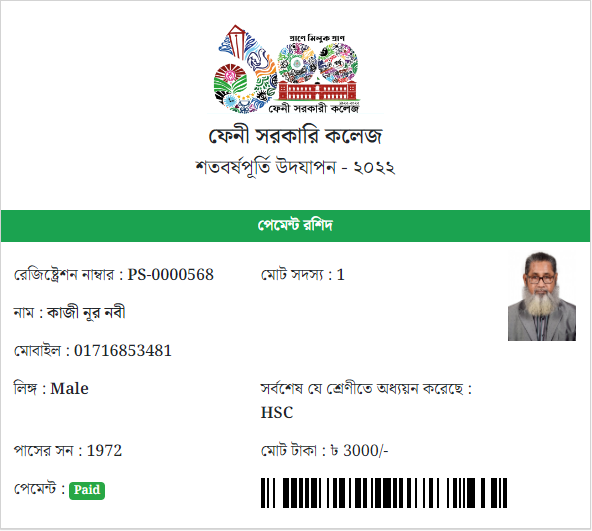 প্রাণে মিলুক প্রাণ
১০০
ফেনী সরকারী কলেজ
ফেনী সরকারি কলেজ
শতবর্ষপূর্তি উদযাপন - ২০২২
পেমেন্ট রশিদ
রেজিষ্ট্রেশন নাম্বার : PS-0000568 মোট সদস্য : 1
নাম : কাজী নূর নবী
মোবাইল : 01716853481
লিঙ্গ : Male সর্বশেষ যে শ্রেণীতে অধ্যয়ন করেছে :
HSC
পাসের সন : 1972 মোট টাকা : ৳ 3000/-
পেমেন্ট : Paid